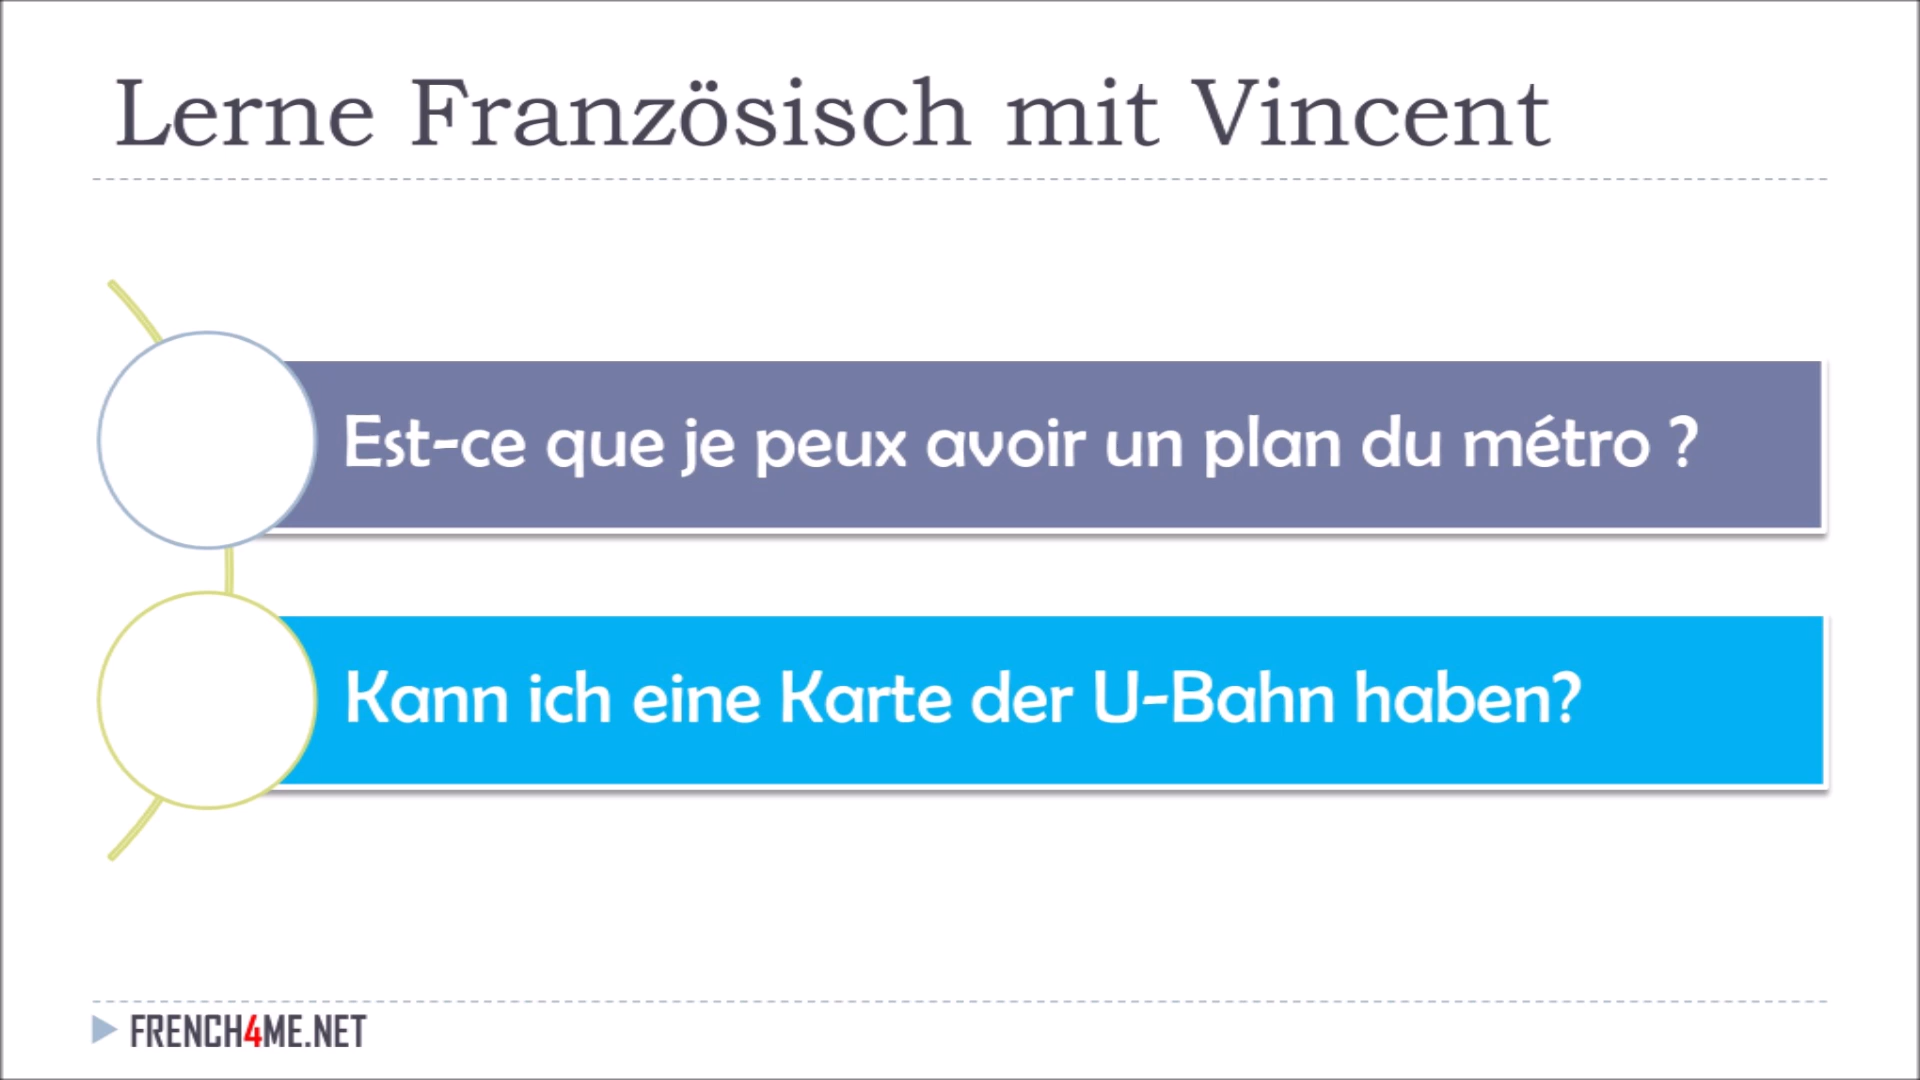 Lerne Französisch mit Vincent
Est-ce que je peux avoir un plan du métro ?
Kann ich eine Karte der U-Bahn haben?
FRENCH4ME.NET